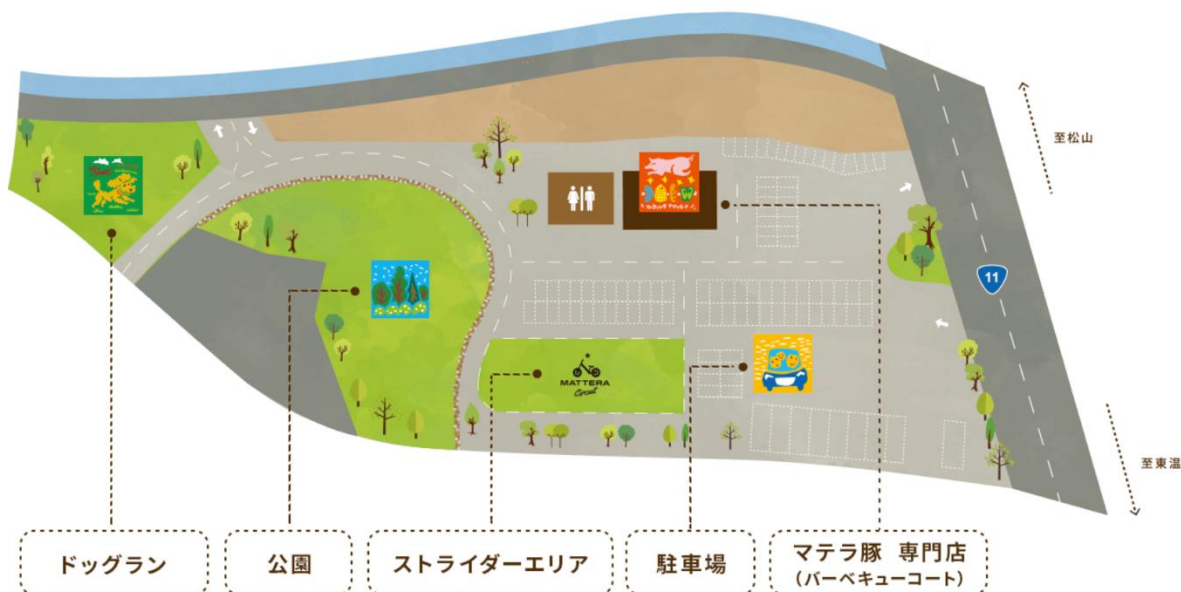 至松山
11
MATTERA
Circuit
至東温
ドッグラン
公園
ストライダーエリア
駐車場
マテラ豚 専門店
(バーベキューコート)